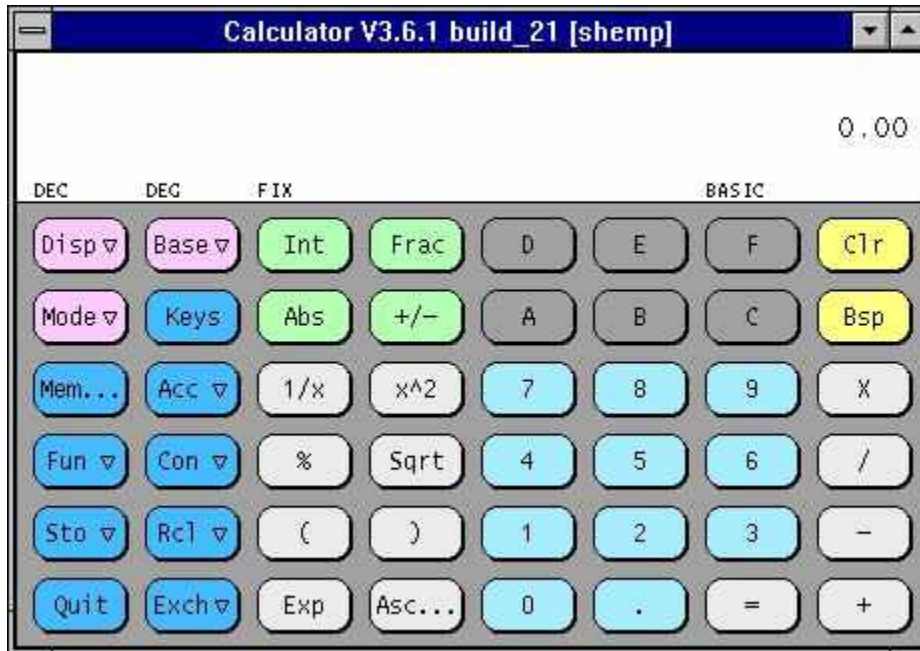 Calculator V3.6.1 build_21 [shemp]
0.00
DEC DEG FIX BASIC
Disp Base Int Frac D E F Clr
Mode Keys Abs +/− A B C Bsp
Mem... Acc 1/x x^2 7 8 9 X
Fun Con % Sqrt 4 5 6 /
Sto Rcl ( ) 1 2 3 −
Quit Exch Exp Asc... 0 . = +